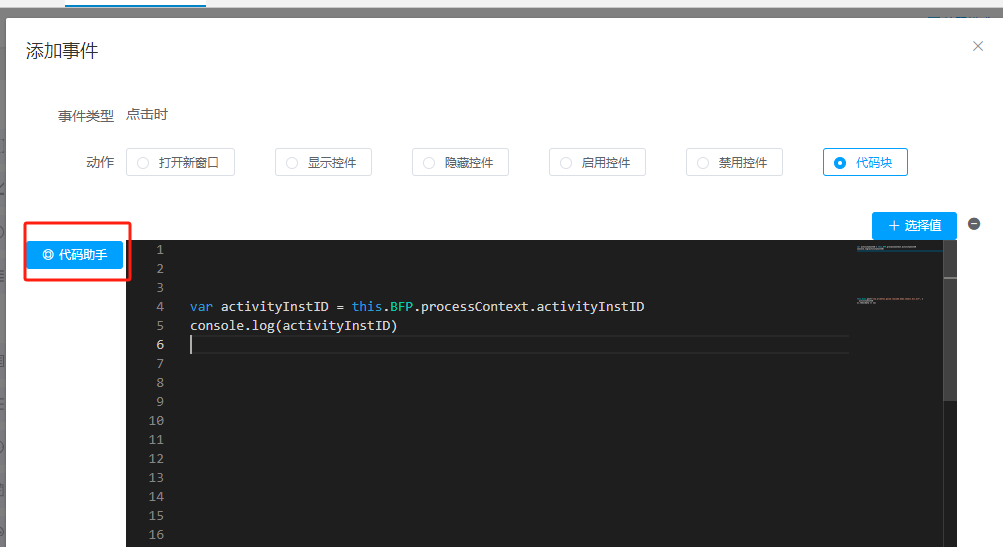 添加事件
事件类型 点击时
动作 打开新窗口 显示控件 隐藏控件 启用控件 禁用控件 代码块
＋ 选择值
代码助手
1
2
3
4 var activityInstID = this.BFP.processContext.activityInstID
5 console.log(activityInstID)
6
7
8
9
10
11
12
13
14
15
16